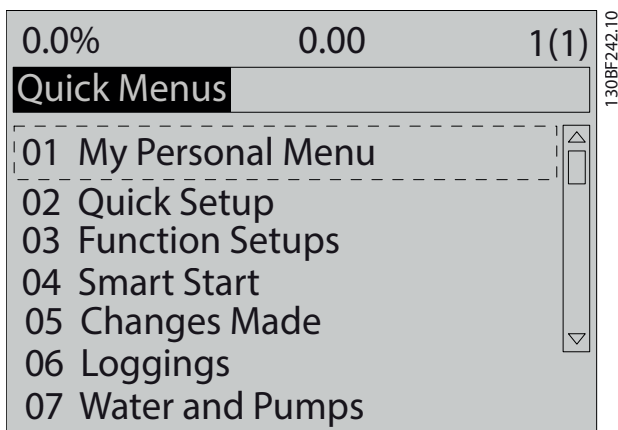 0.0% 0.00 1(1)
Quick Menus
01 My Personal Menu
02 Quick Setup
03 Function Setups
04 Smart Start
05 Changes Made
06 Loggings
07 Water and Pumps
130BF242.10